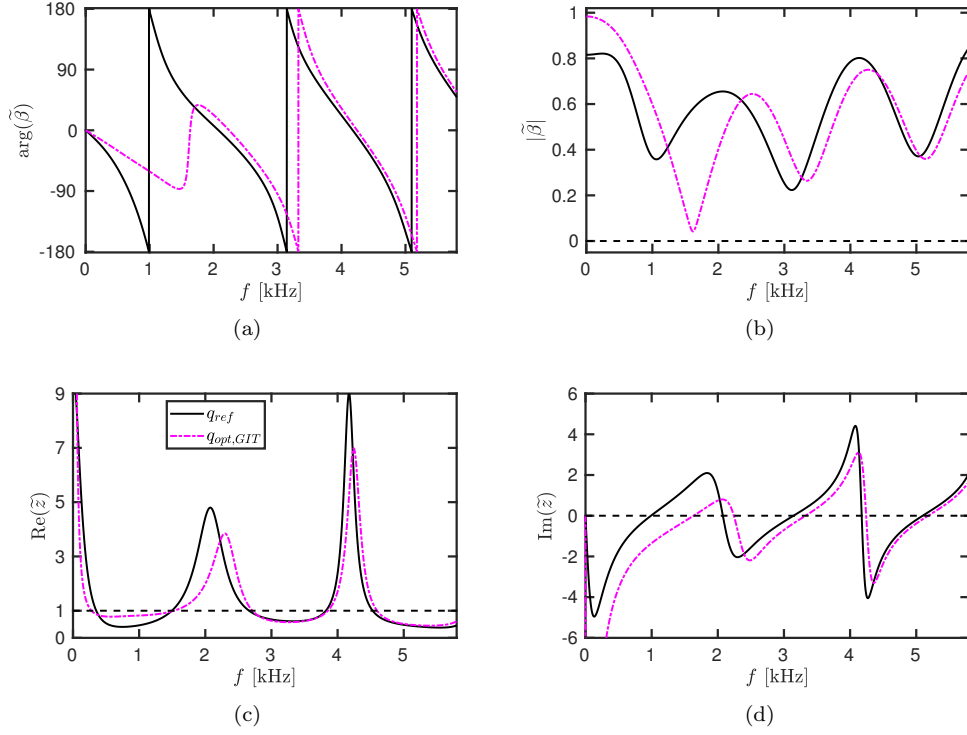 180
90
0
-90
-180
arg(β̃)
0 1 2 3 4 5
f [kHz]
(a)
1
0.8
0.6
0.4
0.2
0
|β̃|
0 1 2 3 4 5
f [kHz]
(b)
9
7
5
3
1
0
Re(z̃)
q_ref
q_opt,GIT
0 1 2 3 4 5
f [kHz]
(c)
6
4
2
0
-2
-4
-6
Im(z̃)
0 1 2 3 4 5
f [kHz]
(d)